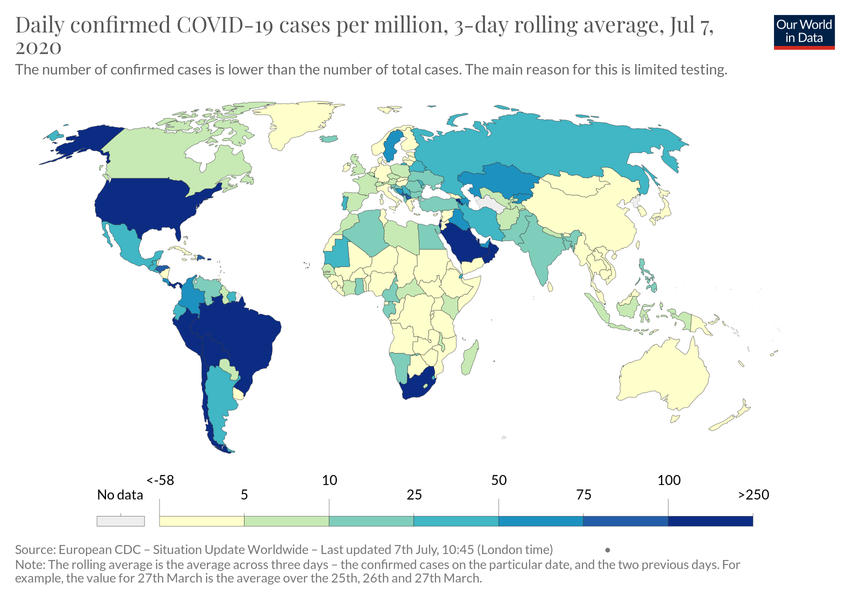 Daily confirmed COVID-19 cases per million, 3-day rolling average, Jul 7,
2020
Our World
in Data
The number of confirmed cases is lower than the number of total cases. The main reason for this is limited testing.
<-58 10 50 100
No data 5 25 75 >250
Source: European CDC – Situation Update Worldwide – Last updated 7th July, 10:45 (London time) •
Note: The rolling average is the average across three days – the confirmed cases on the particular date, and the two previous days. For
example, the value for 27th March is the average over the 25th, 26th and 27th March.